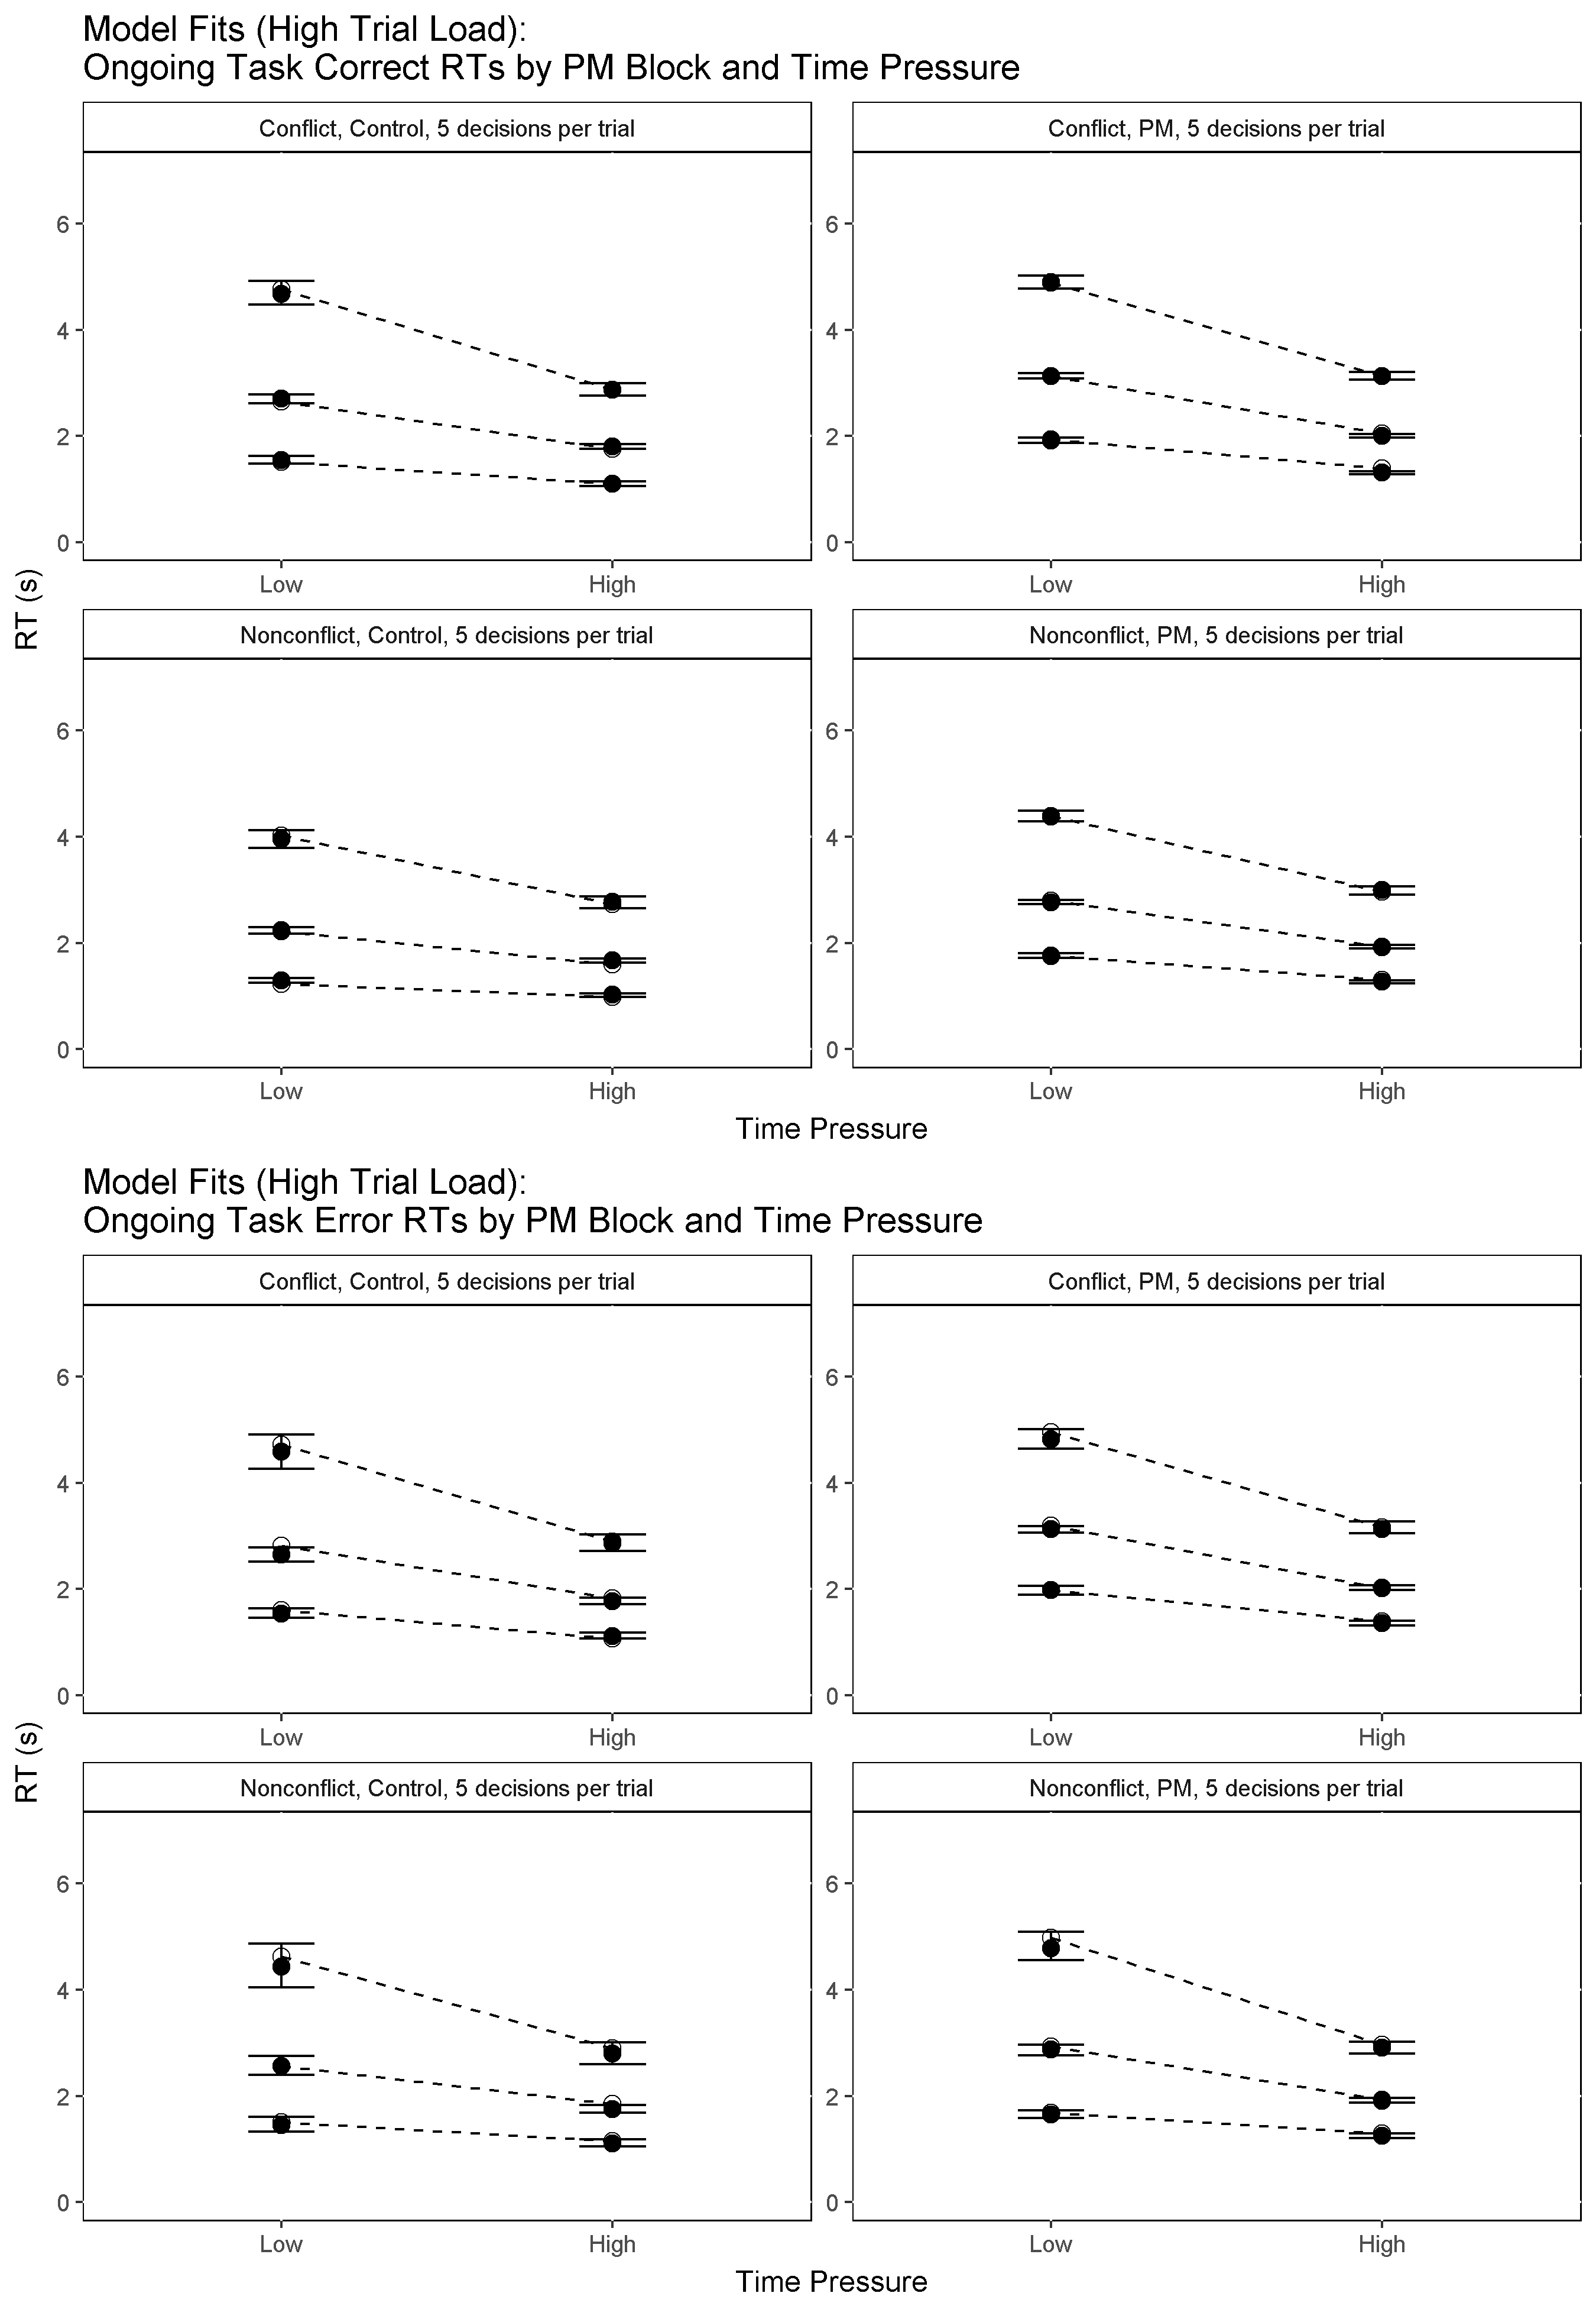 Model Fits (High Trial Load):
Ongoing Task Correct RTs by PM Block and Time Pressure
Conflict, Control, 5 decisions per trial
Conflict, PM, 5 decisions per trial
6
4
2
0
6
4
2
0
Low
High
Low
High
RT (s)
Nonconflict, Control, 5 decisions per trial
Nonconflict, PM, 5 decisions per trial
6
4
2
0
6
4
2
0
Low
High
Low
High
Time Pressure
Model Fits (High Trial Load):
Ongoing Task Error RTs by PM Block and Time Pressure
Conflict, Control, 5 decisions per trial
Conflict, PM, 5 decisions per trial
6
4
2
0
6
4
2
0
Low
High
Low
High
RT (s)
Nonconflict, Control, 5 decisions per trial
Nonconflict, PM, 5 decisions per trial
6
4
2
0
6
4
2
0
Low
High
Low
High
Time Pressure